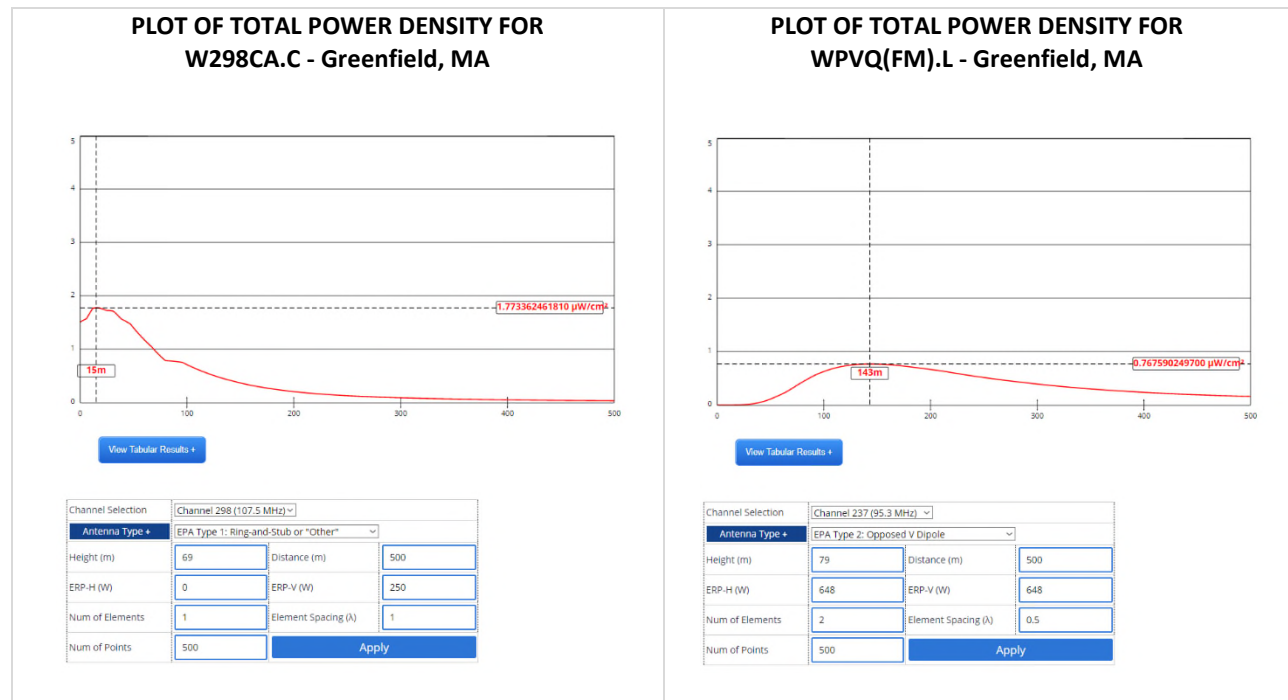 PLOT OF TOTAL POWER DENSITY FOR
W298CA.C - Greenfield, MA
5
4
3
2
1
0
1.773362461810 µW/cm²
15m
0 100 200 300 400 500
View Tabular Results +
Channel Selection Channel 298 (107.5 MHz)
Antenna Type + EPA Type 1: Ring-and-Stub or "Other"
Height (m) 69 Distance (m) 500
ERP-H (W) 0 ERP-V (W) 250
Num of Elements 1 Element Spacing (λ) 1
Num of Points 500 Apply
PLOT OF TOTAL POWER DENSITY FOR
WPVQ(FM).L - Greenfield, MA
5
4
3
2
1
0
0.767590249700 µW/cm²
143m
0 100 200 300 400 500
View Tabular Results +
Channel Selection Channel 237 (95.3 MHz)
Antenna Type + EPA Type 2: Opposed V Dipole
Height (m) 79 Distance (m) 500
ERP-H (W) 648 ERP-V (W) 648
Num of Elements 2 Element Spacing (λ) 0.5
Num of Points 500 Apply